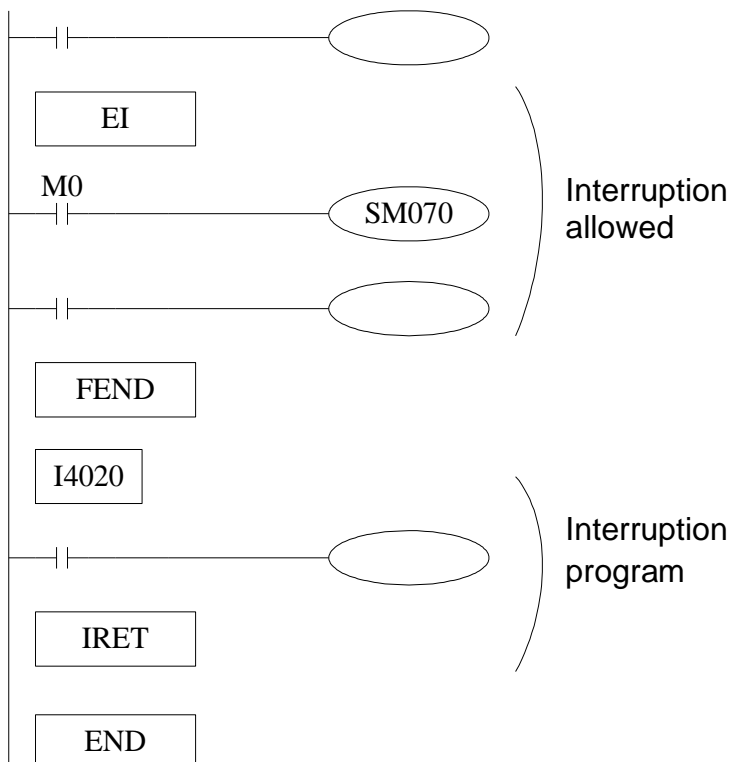 EI
M0
SM070
Interruption
allowed
FEND
I4020
Interruption
program
IRET
END